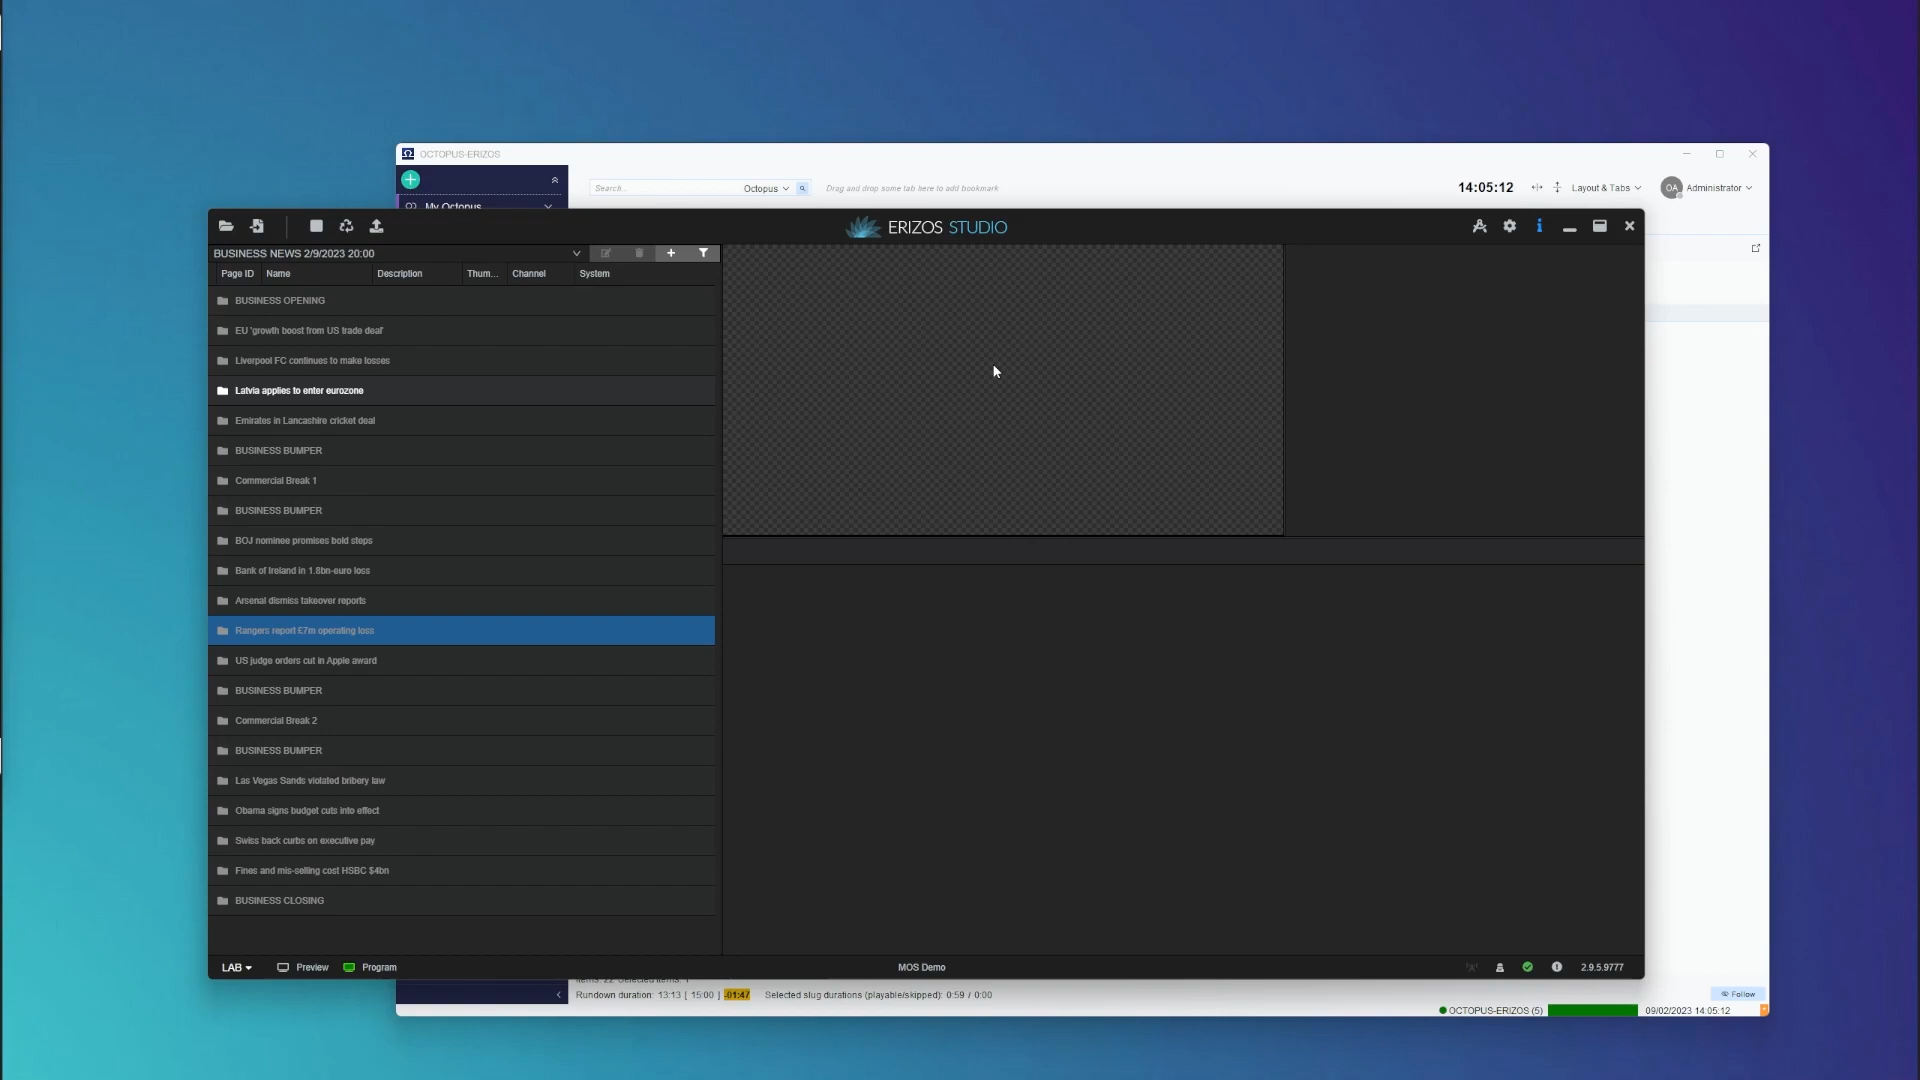 OCTOPUS-ERIZOS
Search... Octopus Drag and drop some tab here to add bookmark 14:05:12 Layout & Tabs OA Administrator
My Octopus
ERIZOS STUDIO
BUSINESS NEWS 2/9/2023 20:00
Page ID Name Description Thum... Channel System
BUSINESS OPENING
EU 'growth boost from US trade deal'
Liverpool FC continues to make losses
Latvia applies to enter eurozone
Emirates in Lancashire cricket deal
BUSINESS BUMPER
Commercial Break 1
BUSINESS BUMPER
BOJ nominee promises bold steps
Bank of Ireland in 1.8bn-euro loss
Arsenal dismiss takeover reports
Rangers report £7m operating loss
US judge orders cut in Apple award
BUSINESS BUMPER
Commercial Break 2
BUSINESS BUMPER
Las Vegas Sands violated bribery law
Obama signs budget cuts into effect
Swiss back curbs on executive pay
Fines and mis-selling cost HSBC $4bn
BUSINESS CLOSING
LAB Preview Program MOS Demo 2.9.5.9777
Items: 22 Selected items: 1
Rundown duration: 13:13 [ 15:00 ] -01:47 Selected slug durations (playable/skipped): 0:59 / 0:00 Follow
OCTOPUS-ERIZOS (5) 09/02/2023 14:05:12